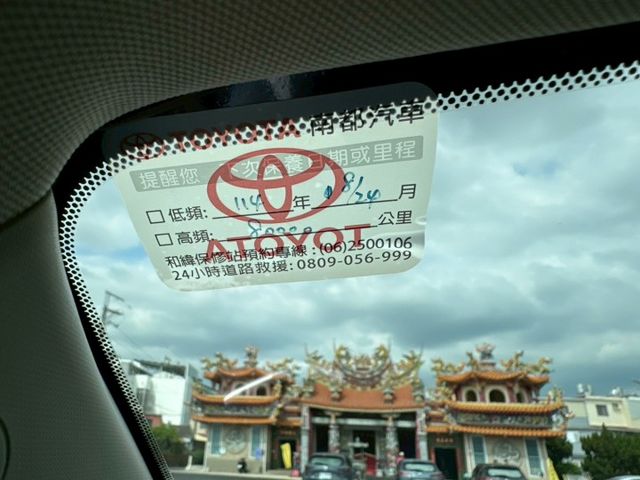 TOYOTA 南都汽車
提醒您 次保養日期或里程
低頻: 114 年 8/24 月
高頻: 公里
TOYOTA
和緯保修站預約專線:(06)2500106
24小時道路救援:0809-056-999